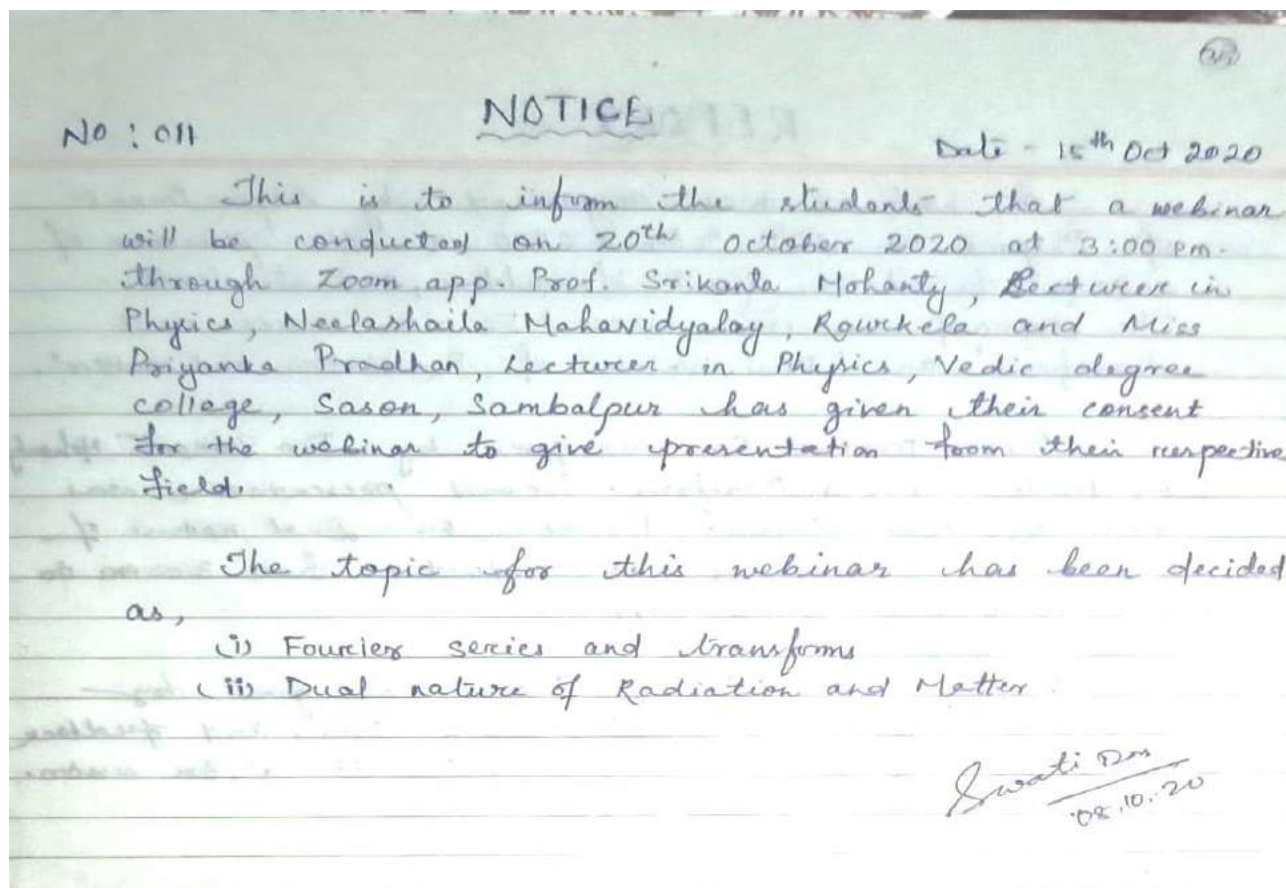 NOTICE
No : 011
Date - 15th Oct 2020
This is to inform the students that a webinar
will be conducted on 20th October 2020 at 3:00 pm.
through Zoom app. Prof. Srikanta Mohanty, Lecturer in
Physics, Neelashaila Mahavidyalay, Rourkela and Miss
Priyanka Pradhan, Lecturer in Physics, Vedic degree
college, Sason, Sambalpur has given their consent
for the webinar to give presentation from their respective
field.
The topic for this webinar has been decided
as,
(i) Fourier series and transforms
(ii) Dual nature of Radiation and Matter.
Swati Das
08.10.20